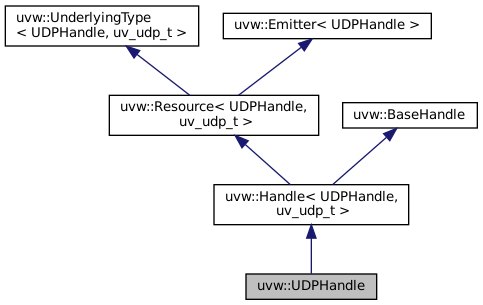 uvw::UnderlyingType
< UDPHandle, uv_udp_t >
uvw::Emitter< UDPHandle >
uvw::Resource< UDPHandle,
uv_udp_t >
uvw::BaseHandle
uvw::Handle< UDPHandle,
uv_udp_t >
uvw::UDPHandle